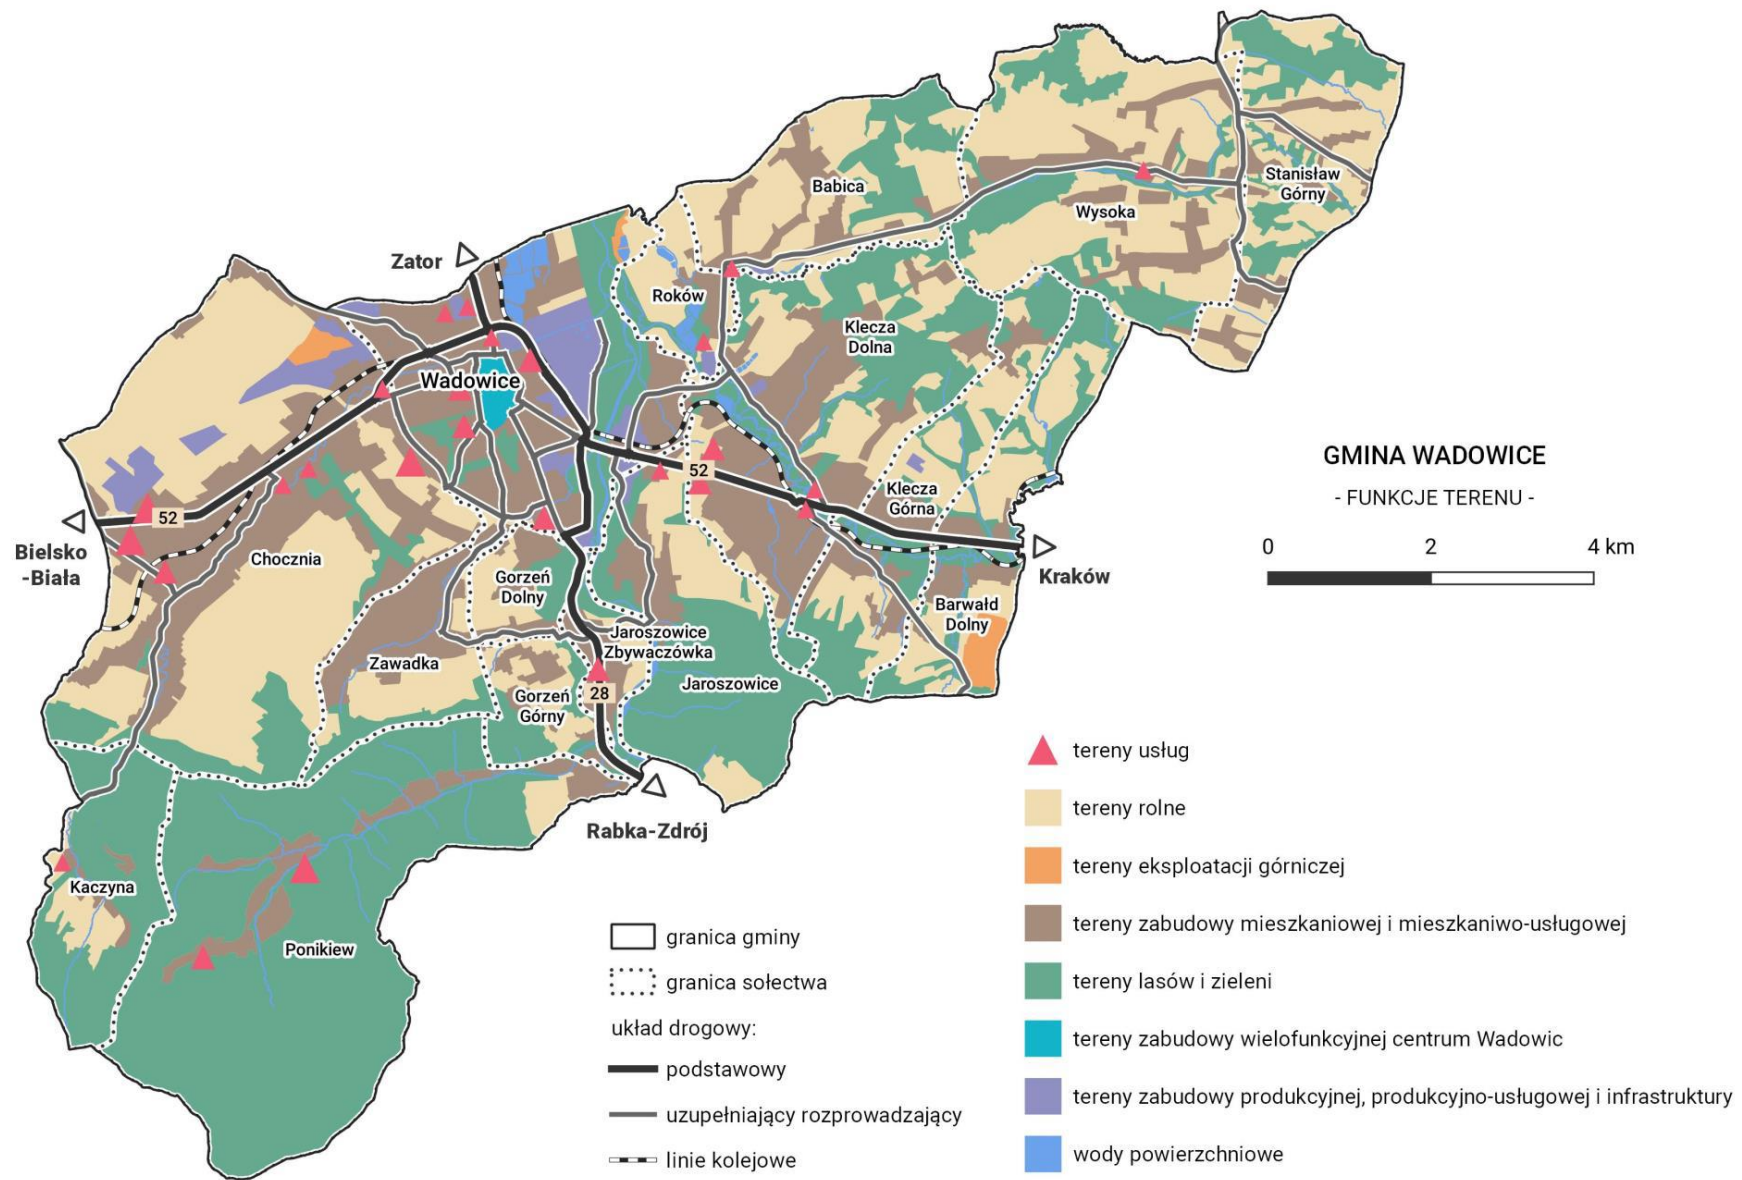 Stanisław
Górny
Babica
Wysoka
Zator
Roków
Klecza
Dolna
Wadowice
GMINA WADOWICE
- FUNKCJE TERENU -
52
Klecza
Górna
52
0 2 4 km
Bielsko
-Biała
Chocznia
Kraków
Gorzeń
Dolny
Barwałd
Dolny
Jaroszowice
Zbywaczówka
Zawadka
Jaroszowice
28
Gorzeń
Górny
Rabka-Zdrój
Kaczyna
Ponikiew
granica gminy
granica sołectwa
układ drogowy:
podstawowy
uzupełniający rozprowadzający
linie kolejowe
tereny usług
tereny rolne
tereny eksploatacji górniczej
tereny zabudowy mieszkaniowej i mieszkaniwo-usługowej
tereny lasów i zieleni
tereny zabudowy wielofunkcyjnej centrum Wadowic
tereny zabudowy produkcyjnej, produkcyjno-usługowej i infrastruktury
wody powierzchniowe